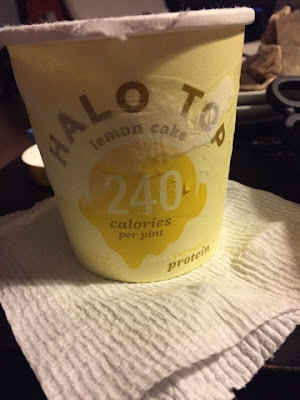 HALO TOP
lemon cake
240
calories
per pint
protein